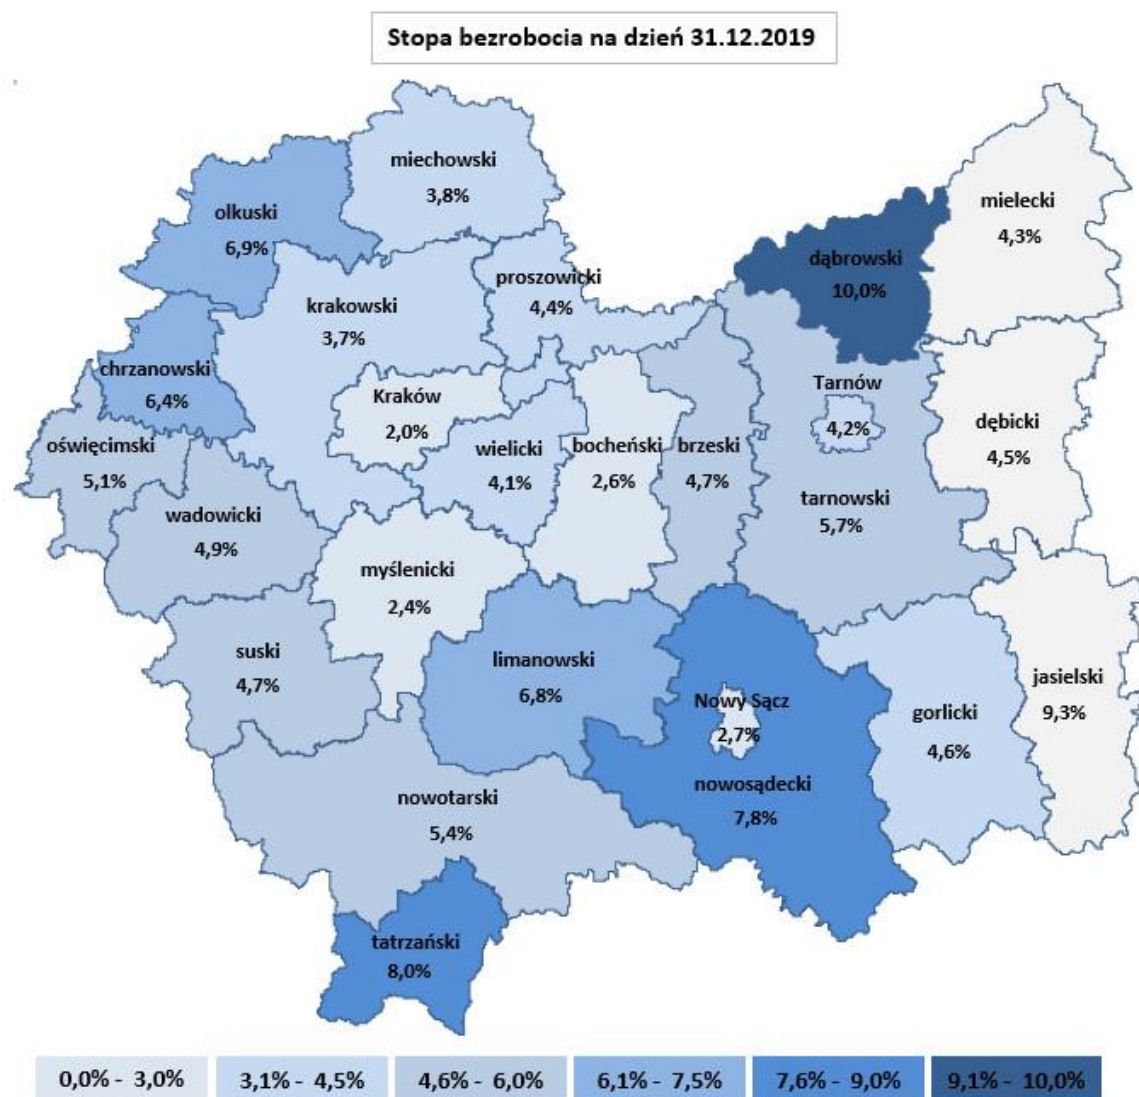 Stopa bezrobocia na dzień 31.12.2019
miechowski
3,8%
mielecki
4,3%
olkuski
6,9%
dąbrowski
10,0%
proszowicki
4,4%
krakowski
3,7%
chrzanowski
6,4%
Kraków
2,0%
Tarnów
4,2%
dębicki
4,5%
oświęcimski
5,1%
wielicki
4,1%
bocheński
2,6%
brzeski
4,7%
tarnowski
5,7%
wadowicki
4,9%
myślenicki
2,4%
suski
4,7%
limanowski
6,8%
Nowy Sącz
2,7%
jasielski
9,3%
gorlicki
4,6%
nowosądecki
7,8%
nowotarski
5,4%
tatrzański
8,0%
0,0% - 3,0%
3,1% - 4,5%
4,6% - 6,0%
6,1% - 7,5%
7,6% - 9,0%
9,1% - 10,0%